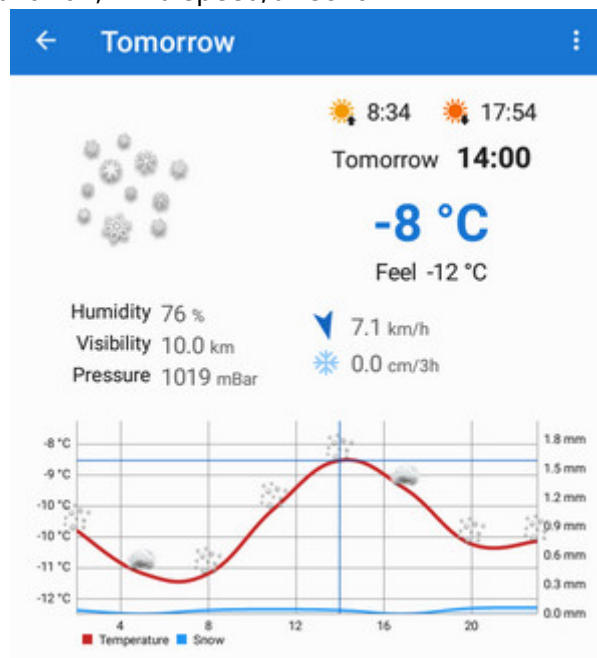 Tomorrow
8:34 17:54
Tomorrow 14:00
-8 °C
Feel -12 °C
Humidity 76 %
Visibility 10.0 km
Pressure 1019 mBar
7.1 km/h
0.0 cm/3h
-8 °C
-9 °C
-10 °C
-10 °C
-11 °C
-12 °C
1.8 mm
1.5 mm
1.2 mm
0.9 mm
0.6 mm
0.3 mm
0.0 mm
4 8 12 16 20
Temperature Snow